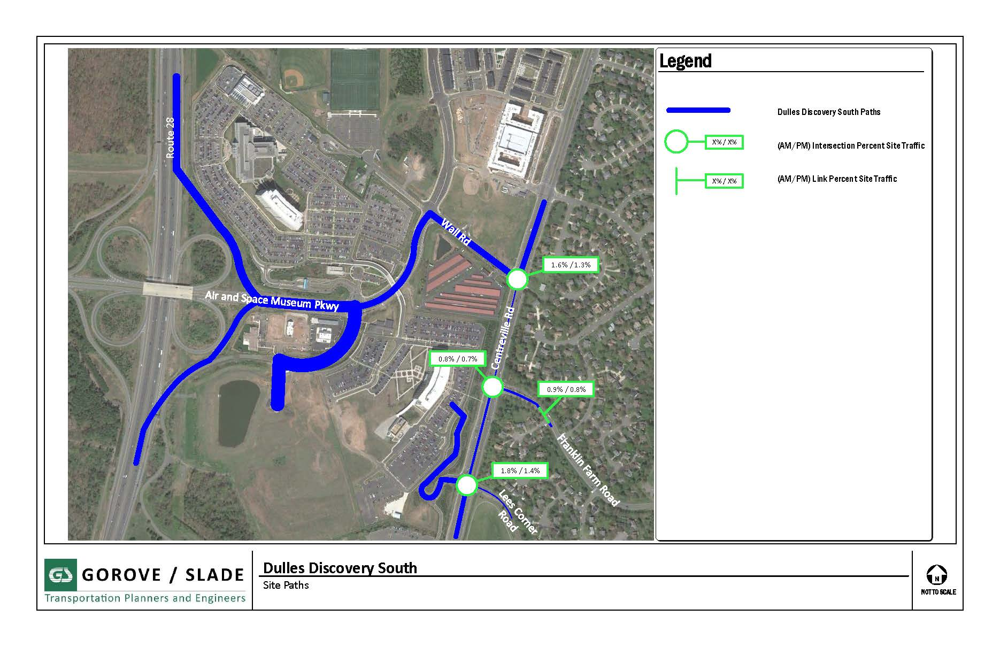 Legend
Dulles Discovery South Paths
X% / X%
(AM/PM) Intersection Percent Site Traffic
X% / X%
(AM/PM) Link Percent Site Traffic
Route 28
Wall Rd
1.6% / 1.3%
Air and Space Museum Pkwy
Centreville Rd
0.8% / 0.7%
0.9% / 0.8%
Franklin Farm Road
1.8% / 1.4%
Lees Corner
Road
GS
GOROVE / SLADE
Transportation Planners and Engineers
Dulles Discovery South
Site Paths
N
NOT TO SCALE